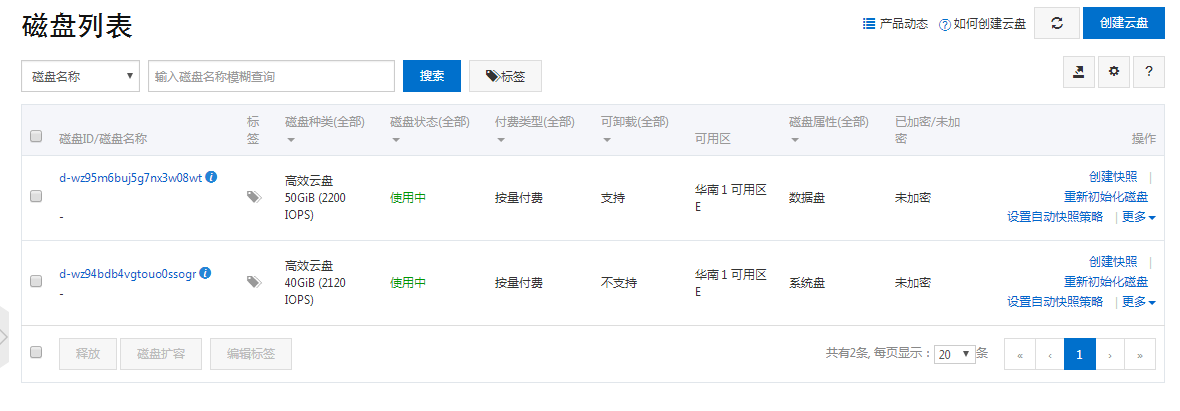 磁盘列表
产品动态 如何创建云盘 创建云盘
磁盘名称 输入磁盘名称模糊查询 搜索 标签 ?
磁盘ID/磁盘名称 标签 磁盘种类(全部) 磁盘状态(全部) 付费类型(全部) 可卸载(全部) 可用区 磁盘属性(全部) 已加密/未加密 操作
d-wz95m6buj5g7nx3w08wt
-
高效云盘
50GiB (2200
IOPS)
使用中
按量付费
支持
华南 1 可用区
E
数据盘
未加密
创建快照 |
重新初始化磁盘
设置自动快照策略 | 更多
d-wz94bdb4vgtouo0ssogr
-
高效云盘
40GiB (2120
IOPS)
使用中
按量付费
不支持
华南 1 可用区
E
系统盘
未加密
创建快照 |
重新初始化磁盘
设置自动快照策略 | 更多
释放 磁盘扩容 编辑标签 共有2条, 每页显示：20 条 « ‹ 1 › »